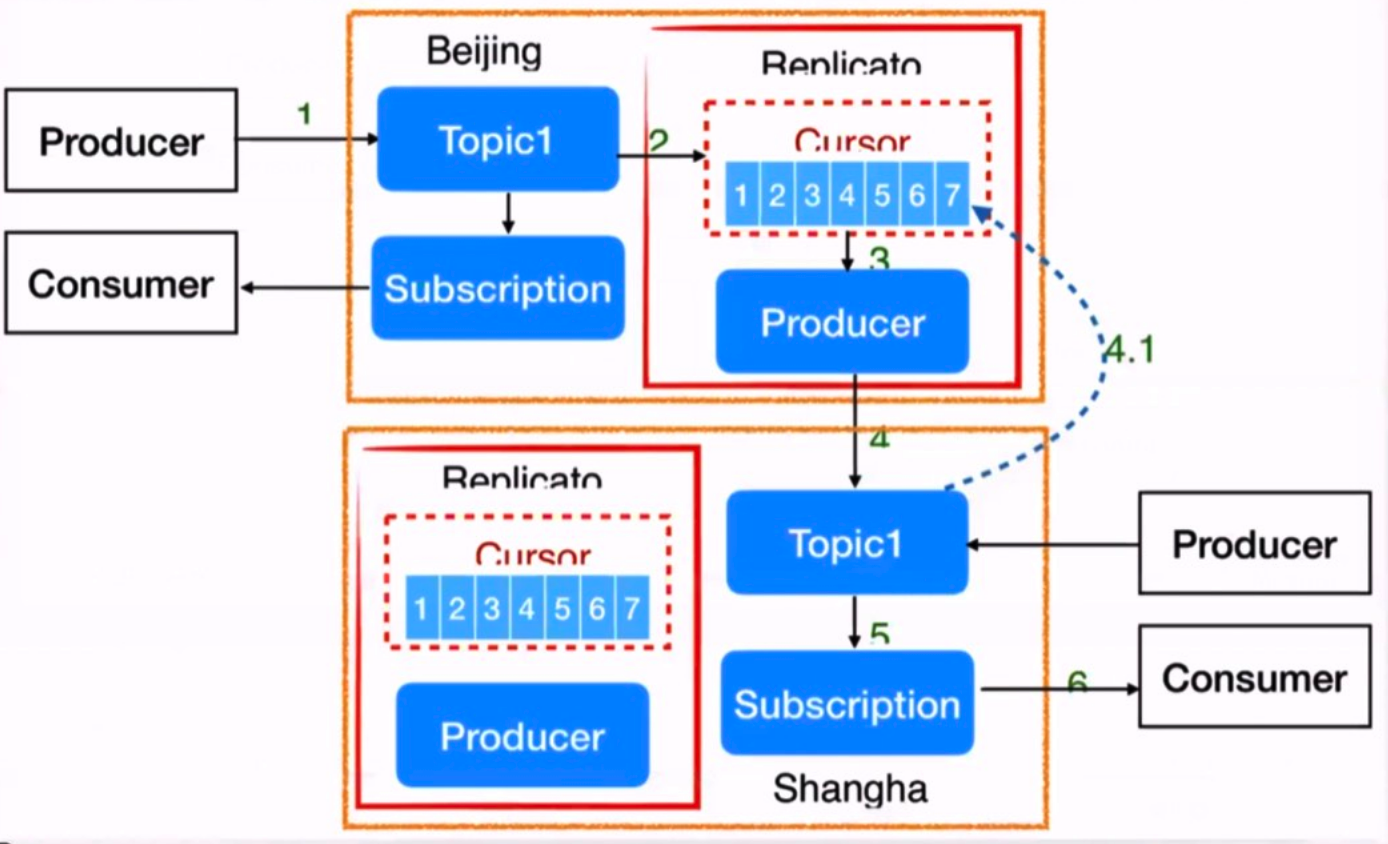 Beijing
Replicato
Producer
1
Topic1
2
Cursor
1 2 3 4 5 6 7
Consumer
Subscription
3
Producer
4.1
4
Replicato
Cursor
1 2 3 4 5 6 7
Producer
Topic1
Producer
5
Subscription
6
Consumer
Shangha